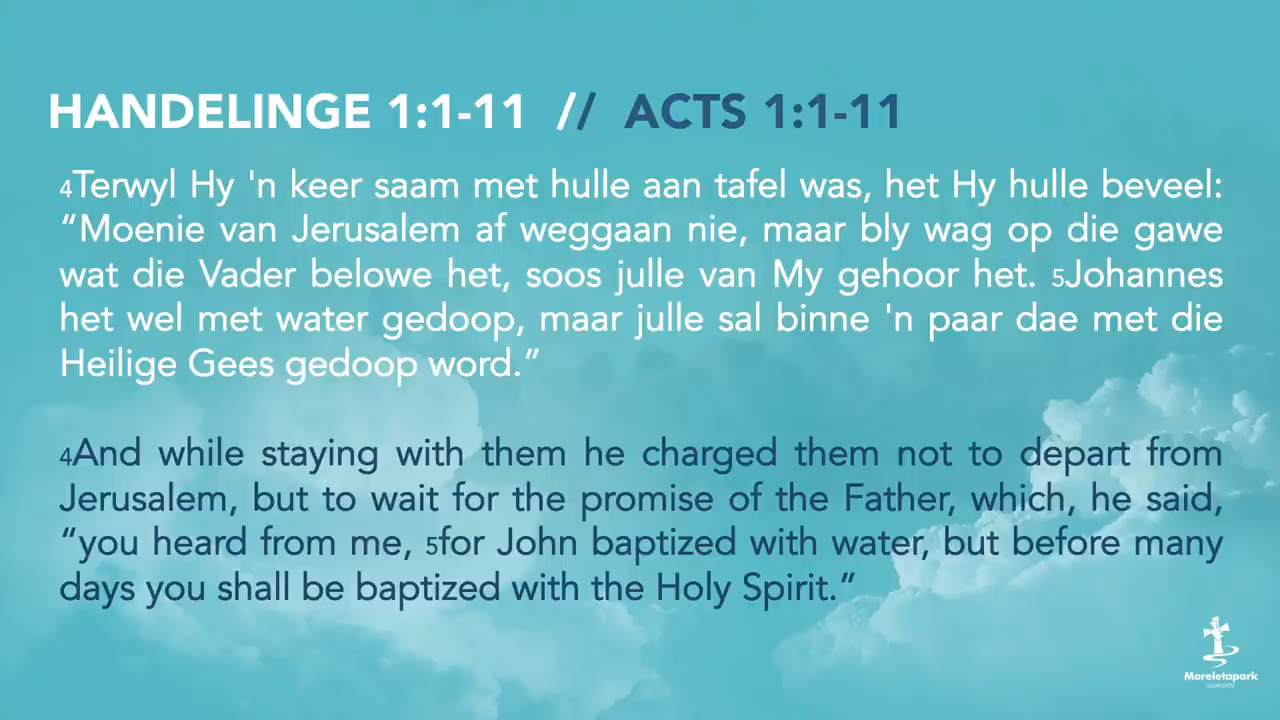 HANDELINGE 1:1-11 // ACTS 1:1-11
4Terwyl Hy 'n keer saam met hulle aan tafel was, het Hy hulle beveel:
“Moenie van Jerusalem af weggaan nie, maar bly wag op die gawe
wat die Vader belowe het, soos julle van My gehoor het. 5Johannes
het wel met water gedoop, maar julle sal binne 'n paar dae met die
Heilige Gees gedoop word.”
4And while staying with them he charged them not to depart from
Jerusalem, but to wait for the promise of the Father, which, he said,
“you heard from me, 5for John baptized with water, but before many
days you shall be baptized with the Holy Spirit.”
Moreletapark